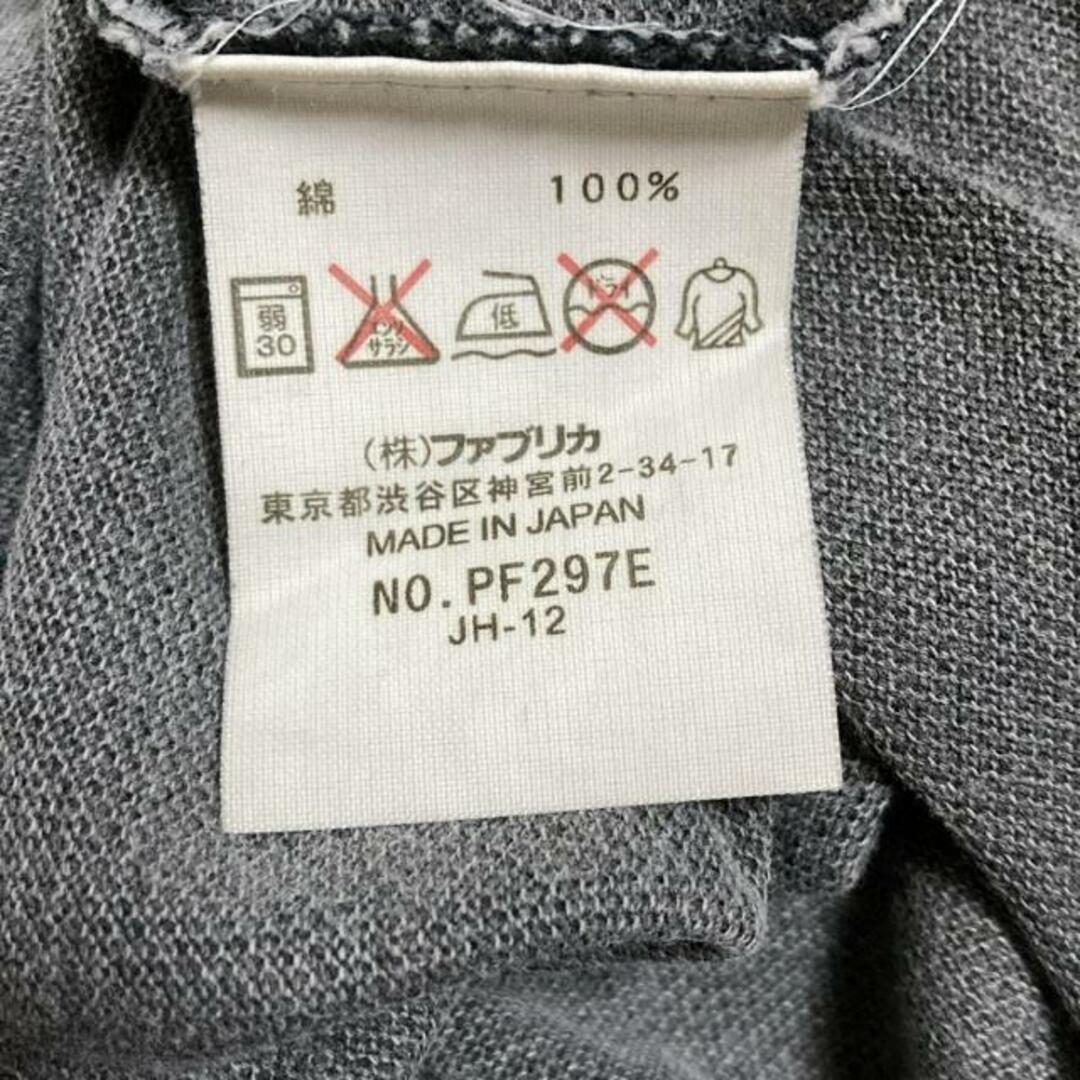 綿 100%
弱 30 エンソ サラシ 低 ドライ
(株)ファブリカ
東京都渋谷区神宮前2-34-17
MADE IN JAPAN
NO. PF297E
JH-12